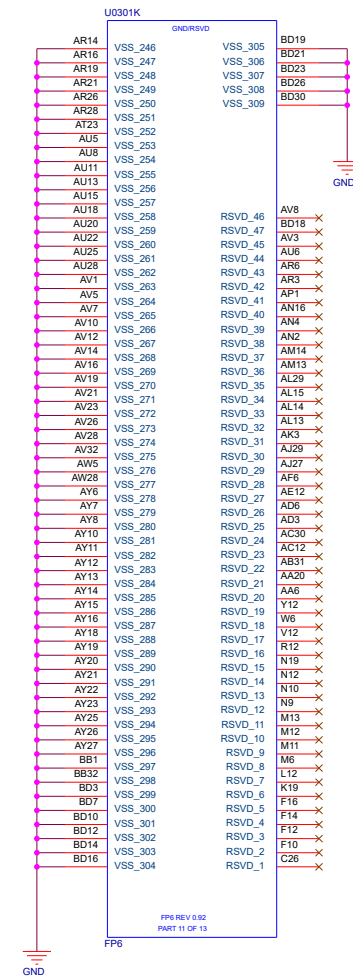 U0301K
GND/RSVD
AR14 VSS_246 VSS_305 BD19
AR16 VSS_247 VSS_306 BD21
AR19 VSS_248 VSS_307 BD23
AR21 VSS_249 VSS_308 BD26
AR26 VSS_250 VSS_309 BD30
AR28 VSS_251
AT23 VSS_252
AU5 VSS_253
AU8 VSS_254
GND
AU11 VSS_255
AU13 VSS_256
AU15 VSS_257
AU18 VSS_258 RSVD_46 AV8
AU20 VSS_259 RSVD_47 BD18
AU22 VSS_260 RSVD_45 AV3
AU25 VSS_261 RSVD_44 AU6
AU28 VSS_262 RSVD_43 AR6
AV1 VSS_263 RSVD_42 AR3
AV5 VSS_264 RSVD_41 AP1
AV7 VSS_265 RSVD_40 AN16
AV10 VSS_266 RSVD_39 AN4
AV12 VSS_267 RSVD_38 AN2
AV14 VSS_268 RSVD_37 AM14
AV16 VSS_269 RSVD_36 AM13
AV19 VSS_270 RSVD_35 AL29
AV21 VSS_271 RSVD_34 AL15
AV23 VSS_272 RSVD_33 AL14
AV26 VSS_273 RSVD_32 AL13
AV28 VSS_274 RSVD_31 AK3
AV32 VSS_275 RSVD_30 AJ29
AW5 VSS_276 RSVD_29 AJ27
AW28 VSS_277 RSVD_28 AF6
AY6 VSS_278 RSVD_27 AE12
AY7 VSS_279 RSVD_26 AD6
AY8 VSS_280 RSVD_25 AD3
AY10 VSS_281 RSVD_24 AC30
AY11 VSS_282 RSVD_23 AC12
AY12 VSS_283 RSVD_22 AB31
AY13 VSS_284 RSVD_21 AA20
AY14 VSS_285 RSVD_20 AA6
AY15 VSS_286 RSVD_19 Y12
AY16 VSS_287 RSVD_18 W6
AY18 VSS_288 RSVD_17 V12
AY19 VSS_289 RSVD_16 R12
AY20 VSS_290 RSVD_15 N19
AY21 VSS_291 RSVD_14 N12
AY22 VSS_292 RSVD_13 N10
AY23 VSS_293 RSVD_12 N9
AY25 VSS_294 RSVD_11 M13
AY26 VSS_295 RSVD_10 M12
AY27 VSS_296 RSVD_9 M11
BB1 VSS_297 RSVD_8 M6
BB32 VSS_298 RSVD_7 L12
BD3 VSS_299 RSVD_6 K19
BD7 VSS_300 RSVD_5 F16
BD10 VSS_301 RSVD_4 F14
BD12 VSS_302 RSVD_3 F12
BD14 VSS_303 RSVD_2 F10
BD16 VSS_304 RSVD_1 C26
FP6 REV 0.92
PART 11 OF 13
FP6
GND